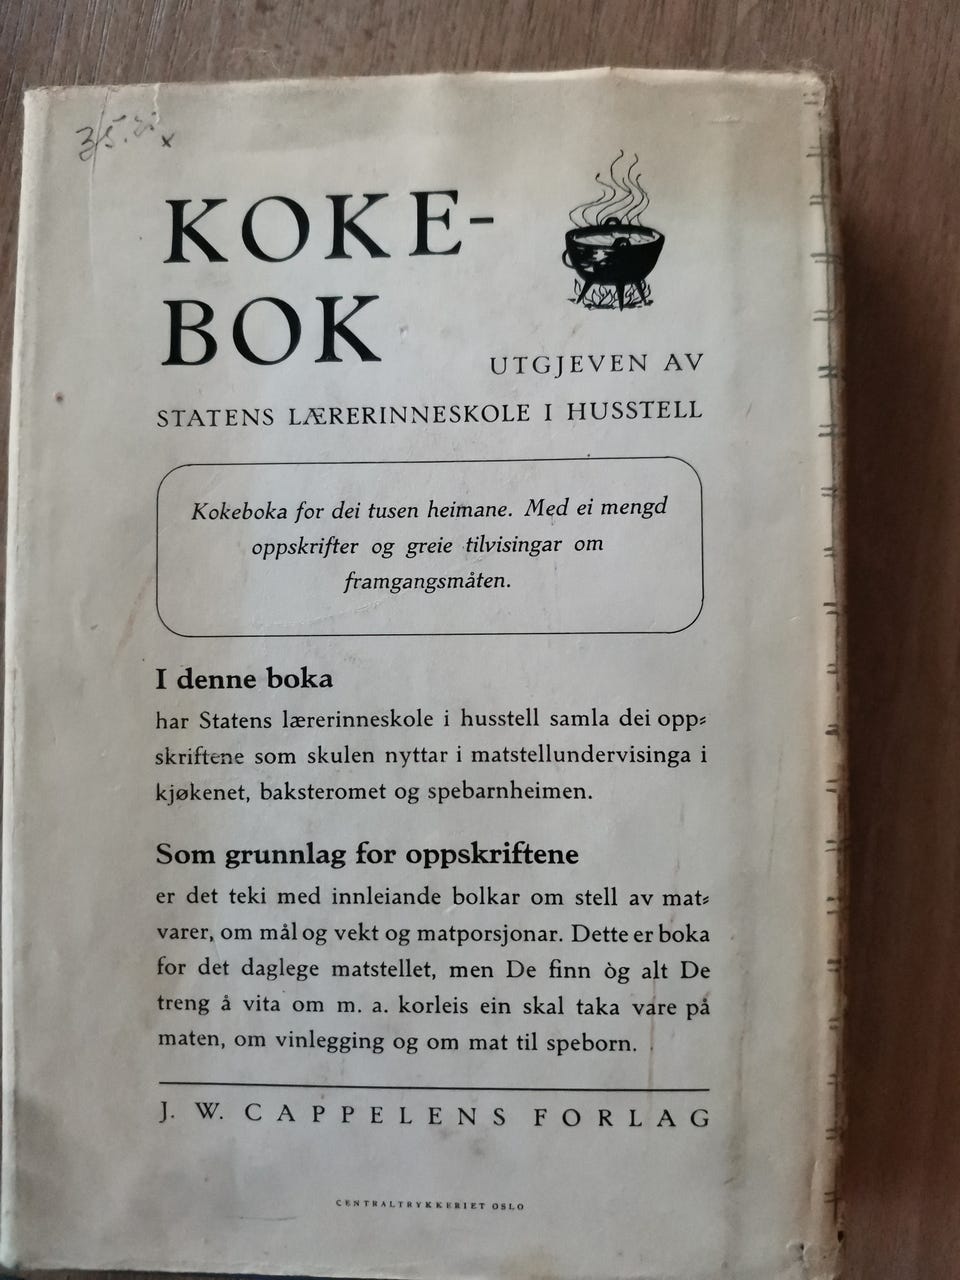 KOKE-
BOK
UTGJEVEN AV
STATENS LÆRERINNESKOLE I HUSSTELL
Kokeboka for dei tusen heimane. Med ei mengd
oppskrifter og greie tilvisingar om
framgangsmåten.
I denne boka
har Statens lærerinneskole i husstell samla dei opp-
skriftene som skulen nyttar i matstellundervisinga i
kjøkenet, baksteromet og spebarnheimen.
Som grunnlag for oppskriftene
er det teki med innleiande bolkar om stell av mat-
varer, om mål og vekt og matporsjonar. Dette er boka
for det daglege matstellet, men De finn òg alt De
treng å vita om m. a. korleis ein skal taka vare på
maten, om vinlegging og om mat til speborn.
J. W. CAPPELENS FORLAG
CENTRALTRYKKERIET OSLO